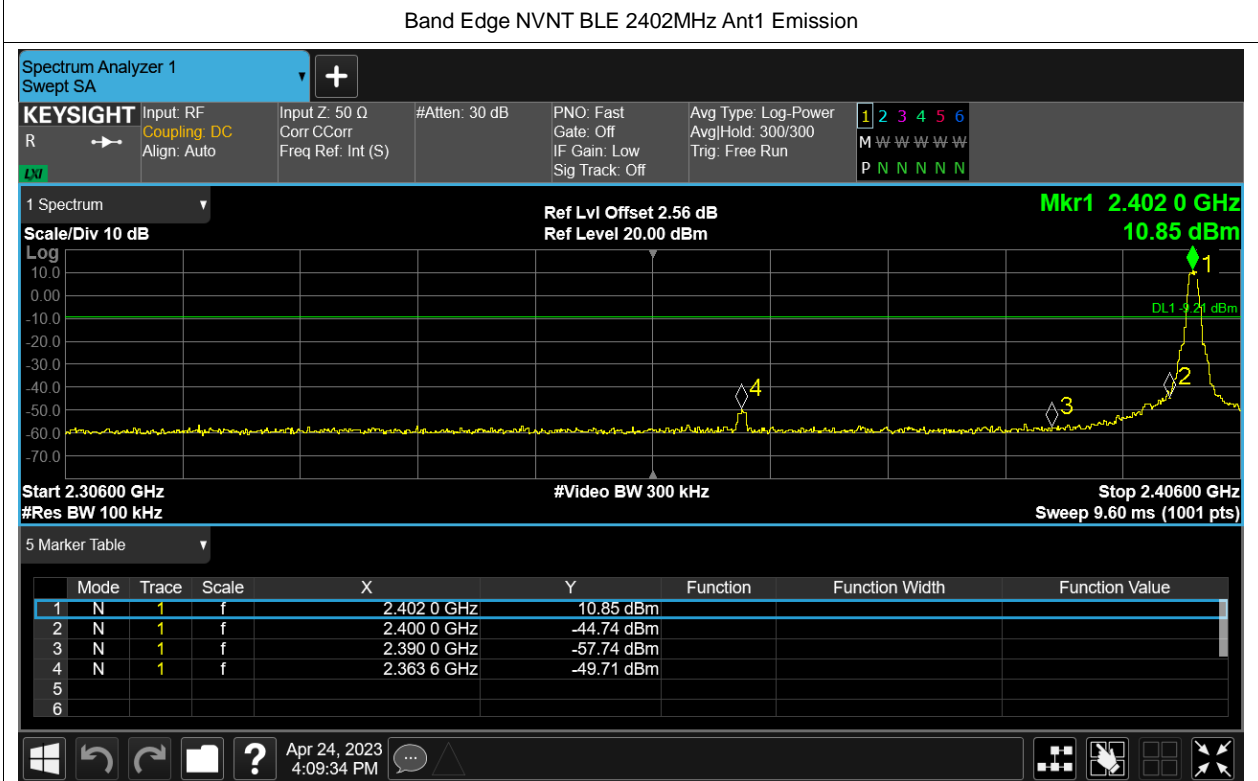 Band Edge NVNT BLE 2402MHz Ant1 Emission
Spectrum Analyzer 1
Swept SA
KEYSIGHT
R
LXI
Input: RF
Coupling: DC
Align: Auto
Input Z: 50 Ω
Corr CCorr
Freq Ref: Int (S)
#Atten: 30 dB
PNO: Fast
Gate: Off
IF Gain: Low
Sig Track: Off
Avg Type: Log-Power
Avg|Hold: 300/300
Trig: Free Run
1 2 3 4 5 6
M W W W W W
P N N N N N
1 Spectrum
Scale/Div 10 dB
Ref Lvl Offset 2.56 dB
Ref Level 20.00 dBm
Mkr1 2.402 0 GHz
10.85 dBm
Log
10.0
0.00
-10.0
-20.0
-30.0
-40.0
-50.0
-60.0
-70.0
1
DL1 -9.21 dBm
2
4
3
Start 2.30600 GHz
#Video BW 300 kHz
Stop 2.40600 GHz
#Res BW 100 kHz
Sweep 9.60 ms (1001 pts)
5 Marker Table
Mode Trace Scale X Y Function Function Width Function Value
1 N 1 f 2.402 0 GHz 10.85 dBm
2 N 1 f 2.400 0 GHz -44.74 dBm
3 N 1 f 2.390 0 GHz -57.74 dBm
4 N 1 f 2.363 6 GHz -49.71 dBm
5
6
?
Apr 24, 2023
4:09:34 PM